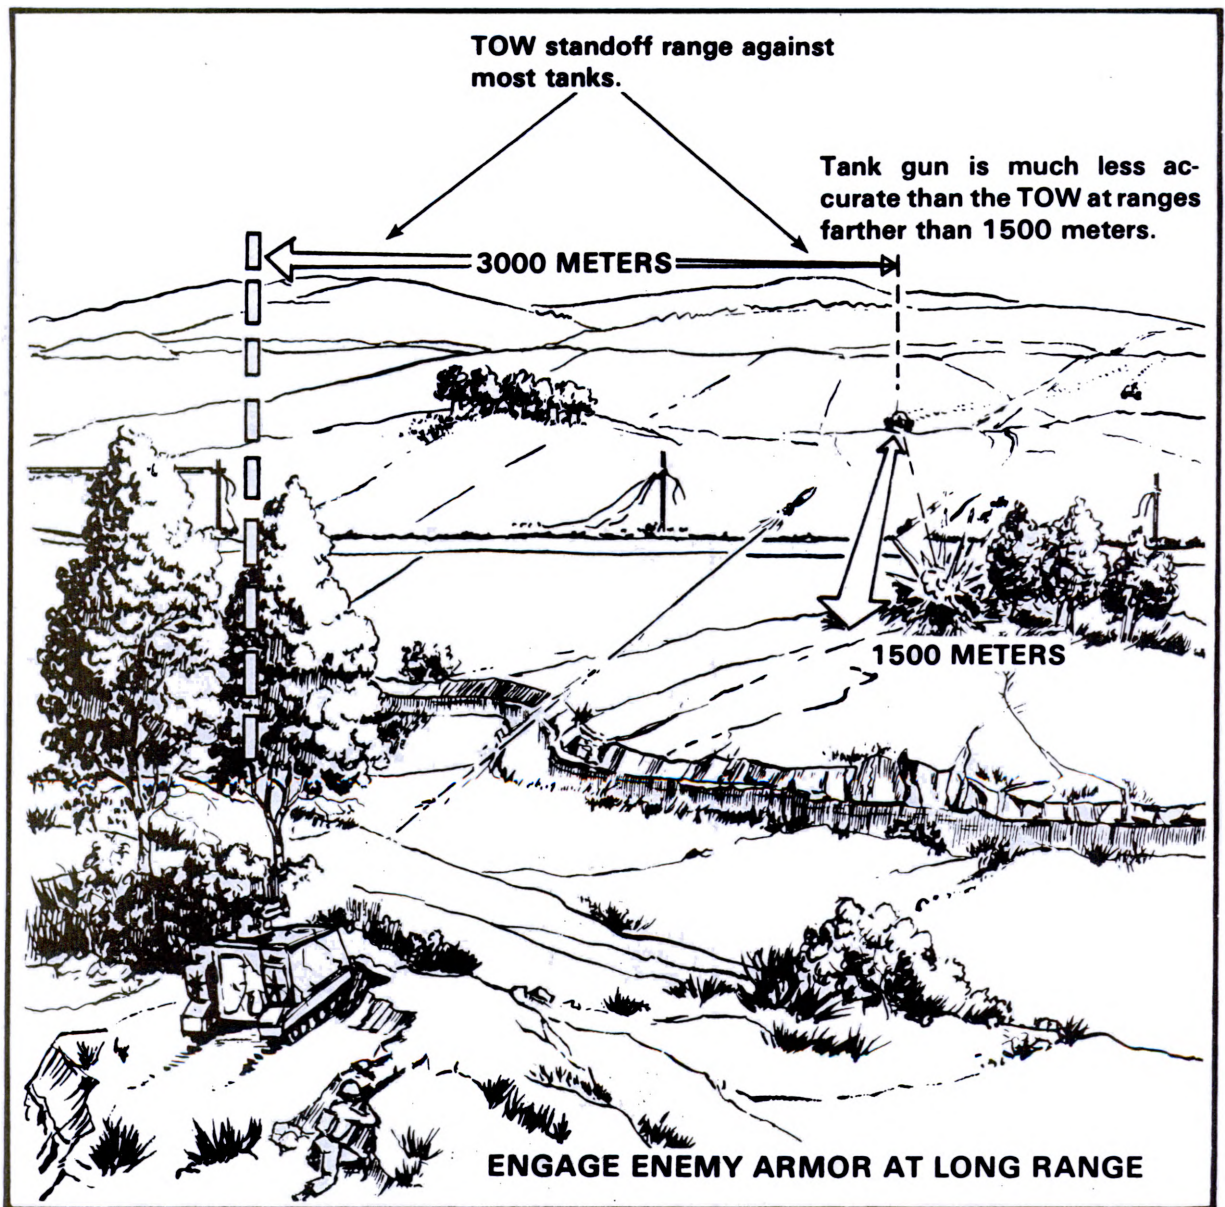 TOW standoff range against
most tanks.
Tank gun is much less ac-
curate than the TOW at ranges
farther than 1500 meters.
3000 METERS
1500 METERS
ENGAGE ENEMY ARMOR AT LONG RANGE